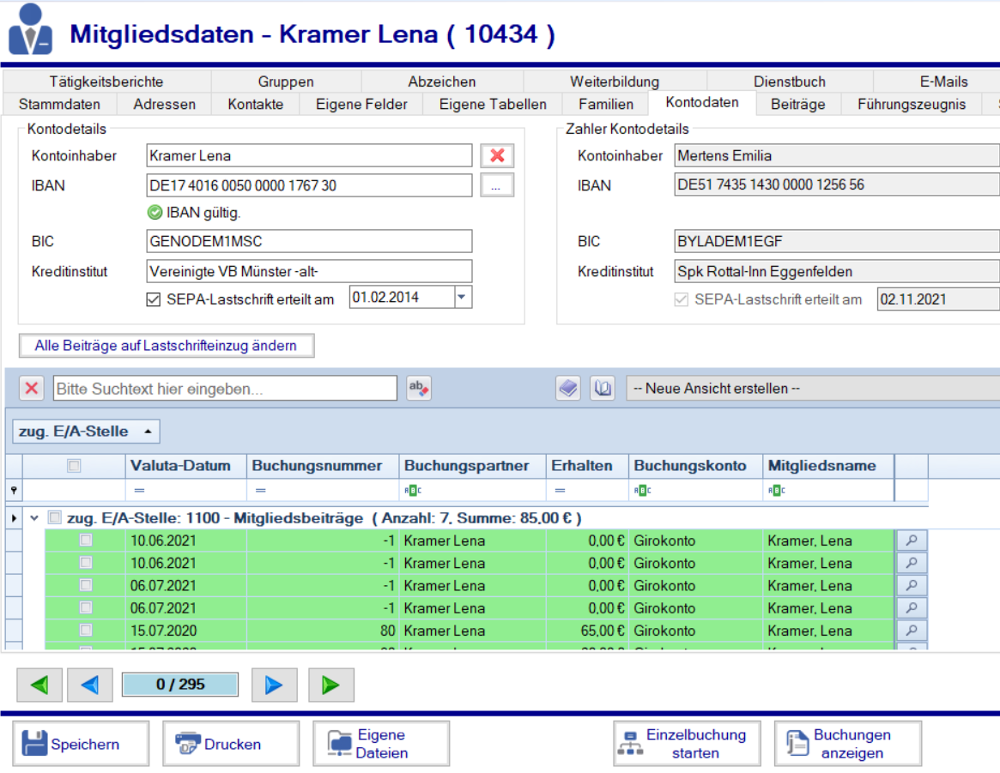 Mitgliedsdaten - Kramer Lena ( 10434 )
Tätigkeitsberichte Gruppen Abzeichen Weiterbildung Dienstbuch E-Mails
Stammdaten Adressen Kontakte Eigene Felder Eigene Tabellen Familien Kontodaten Beiträge Führungszeugnis
Kontodetails
Kontoinhaber Kramer Lena
IBAN DE17 4016 0050 0000 1767 30 ...
IBAN gültig.
BIC GENODEM1MSC
Kreditinstitut Vereinigte VB Münster -alt-
SEPA-Lastschrift erteilt am 01.02.2014
Zahler Kontodetails
Kontoinhaber Mertens Emilia
IBAN DE51 7435 1430 0000 1256 56
BIC BYLADEM1EGF
Kreditinstitut Spk Rottal-Inn Eggenfelden
SEPA-Lastschrift erteilt am 02.11.2021
Alle Beiträge auf Lastschrifteinzug ändern
Bitte Suchtext hier eingeben... ab -- Neue Ansicht erstellen --
zug. E/A-Stelle
Valuta-Datum Buchungsnummer Buchungspartner Erhalten Buchungskonto Mitgliedsname
= = ABC = ABC ABC
zug. E/A-Stelle: 1100 - Mitgliedsbeiträge ( Anzahl: 7, Summe: 85,00 € )
10.06.2021 -1 Kramer Lena 0,00 € Girokonto Kramer, Lena
10.06.2021 -1 Kramer Lena 0,00 € Girokonto Kramer, Lena
06.07.2021 -1 Kramer Lena 0,00 € Girokonto Kramer, Lena
06.07.2021 -1 Kramer Lena 0,00 € Girokonto Kramer, Lena
15.07.2020 80 Kramer Lena 65,00 € Girokonto Kramer, Lena
0 / 295
Speichern Drucken Eigene Dateien Einzelbuchung starten Buchungen anzeigen